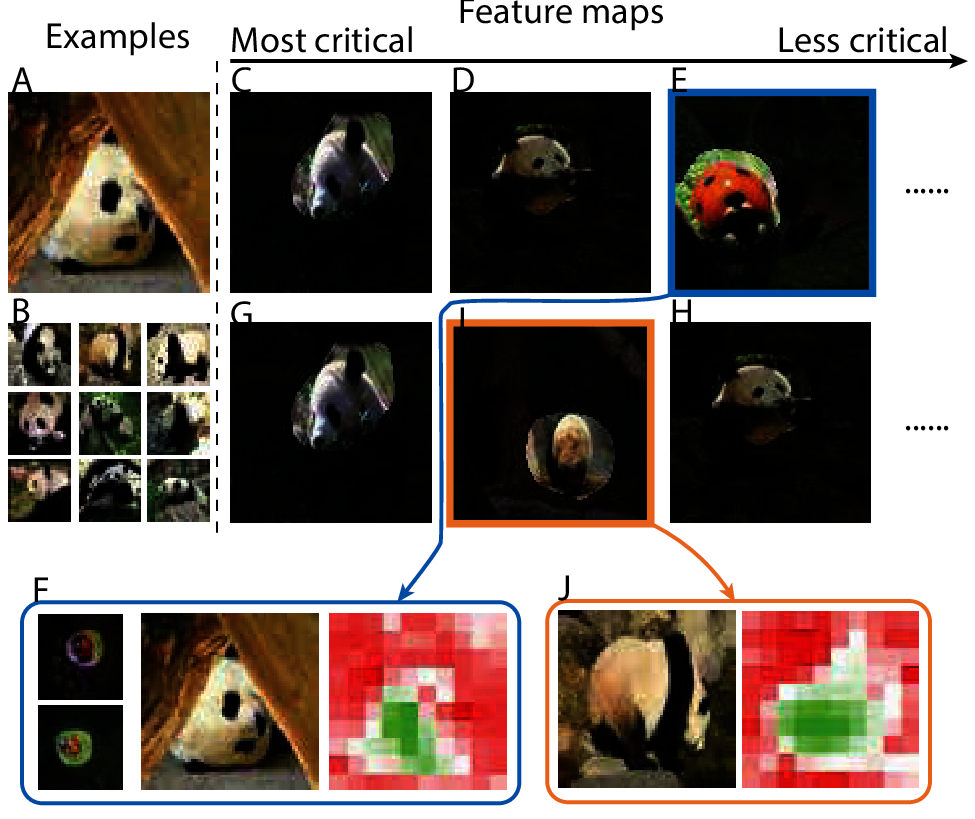 Feature maps
Examples
Most critical
Less critical
A
C
D
E
......
B
G
I
H
......
F
J